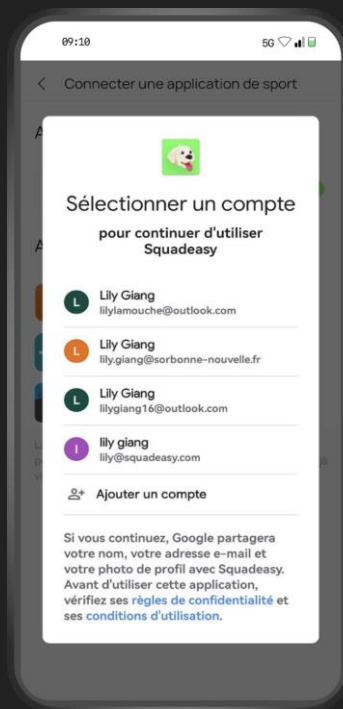 09:10
5G
Connecter une application de sport
A
Sélectionner un compte
pour continuer d'utiliser
Squadeasy
A
L
Lily Giang
lilylamouche@outlook.com
L
Lily Giang
lily.giang@sorbonne-nouvelle.fr
L
Lily Giang
lilygiang16@outlook.com
l
lily giang
lily@squadeasy.com
Ajouter un compte
Si vous continuez, Google partagera
votre nom, votre adresse e-mail et
votre photo de profil avec Squadeasy.
Avant d'utiliser cette application,
vérifiez ses règles de confidentialité et
ses conditions d'utilisation.